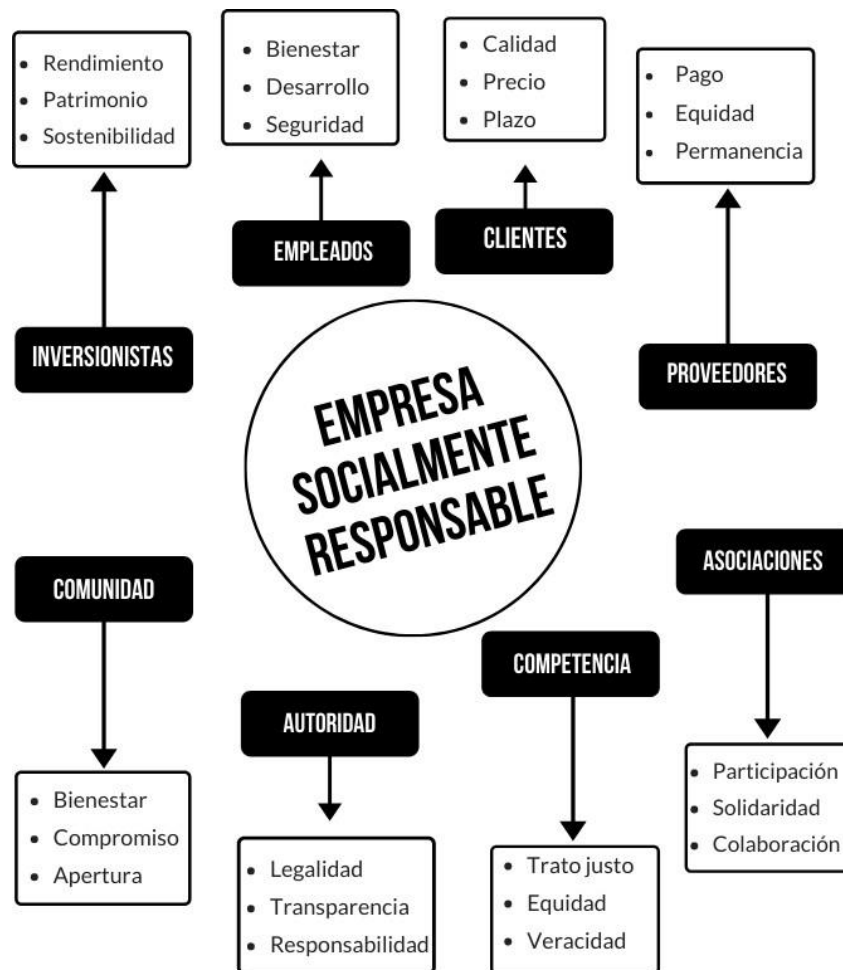 Rendimiento
Patrimonio
Sostenibilidad
Bienestar
Desarrollo
Seguridad
Calidad
Precio
Plazo
Pago
Equidad
Permanencia
INVERSIONISTAS
EMPLEADOS
CLIENTES
PROVEEDORES
EMPRESA
SOCIALMENTE
RESPONSABLE
COMUNIDAD
AUTORIDAD
COMPETENCIA
ASOCIACIONES
Bienestar
Compromiso
Apertura
Legalidad
Transparencia
Responsabilidad
Trato justo
Equidad
Veracidad
Participación
Solidaridad
Colaboración